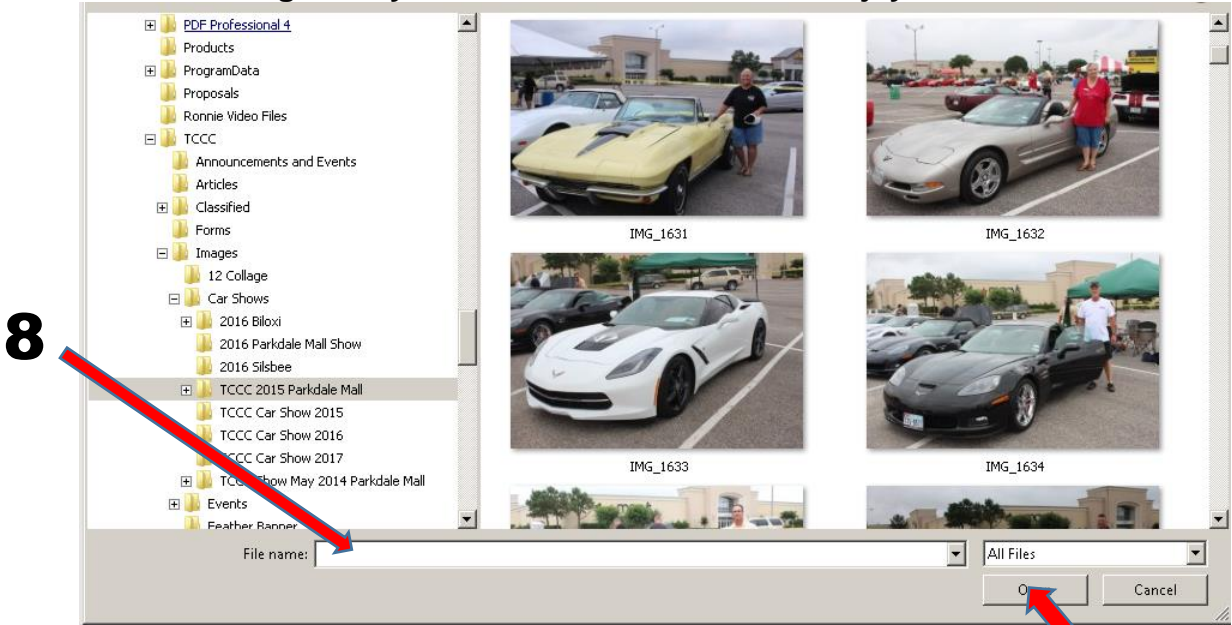 PDF Professional 4
Products
ProgramData
Proposals
Ronnie Video Files
TCCC
Announcements and Events
Articles
Classified
Forms
Images
12 Collage
Car Shows
2016 Biloxi
2016 Parkdale Mall Show
2016 Silsbee
TCCC 2015 Parkdale Mall
TCCC Car Show 2015
TCCC Car Show 2016
Car Show 2017
May 2014 Parkdale Mall
Events
Feather Banner
IMG_1631
IMG_1632
IMG_1633
IMG_1634
8
File name:
All Files
Cancel